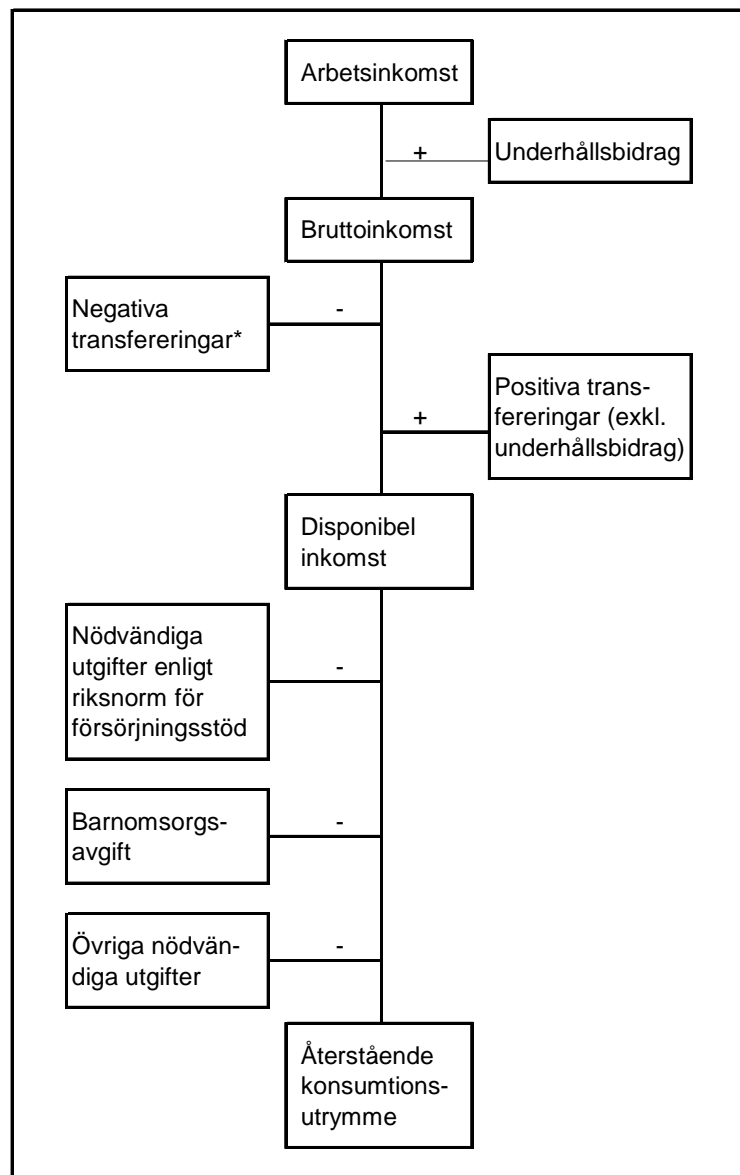 Arbetsinkomst
+
Underhållsbidrag
Bruttoinkomst
Negativa
transfereringar*
-
Positiva trans-
fereringar (exkl.
underhållsbidrag)
+
Disponibel
inkomst
Nödvändiga
utgifter enligt
riksnorm för
försörjningsstöd
-
Barnomsorgs-
avgift
-
Övriga nödvän-
diga utgifter
-
Återstående
konsumtions-
utrymme